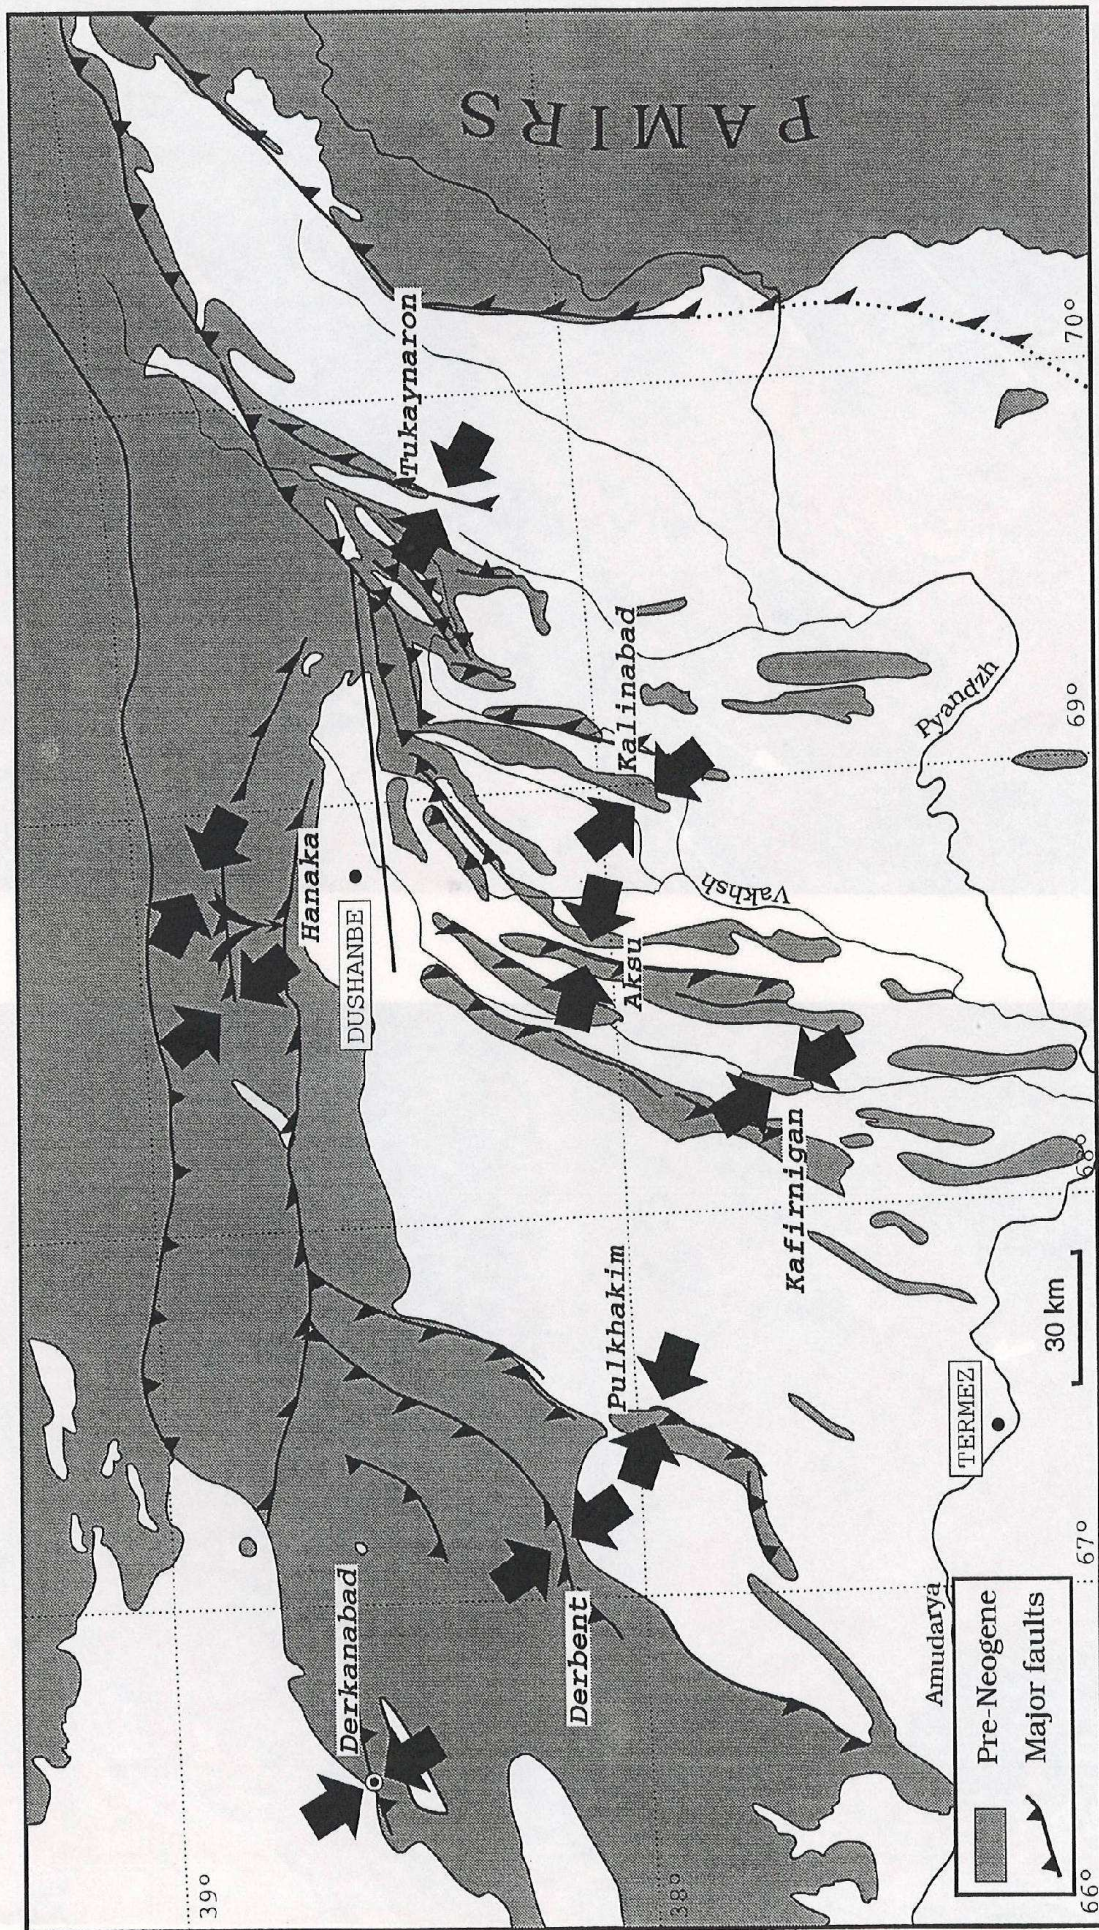 PAMIRS
39°
38°
66°
67°
68°
69°
70°
Tukaynaron
Hanaka
DUSHANBE
Kalinabad
Aksu
Vakhsh
Pyandzh
Kafirnigan
Pulkhakim
Derkanabad
Derbent
TERMEZ
Amudarya
30 km
Pre-Neogene
Major faults